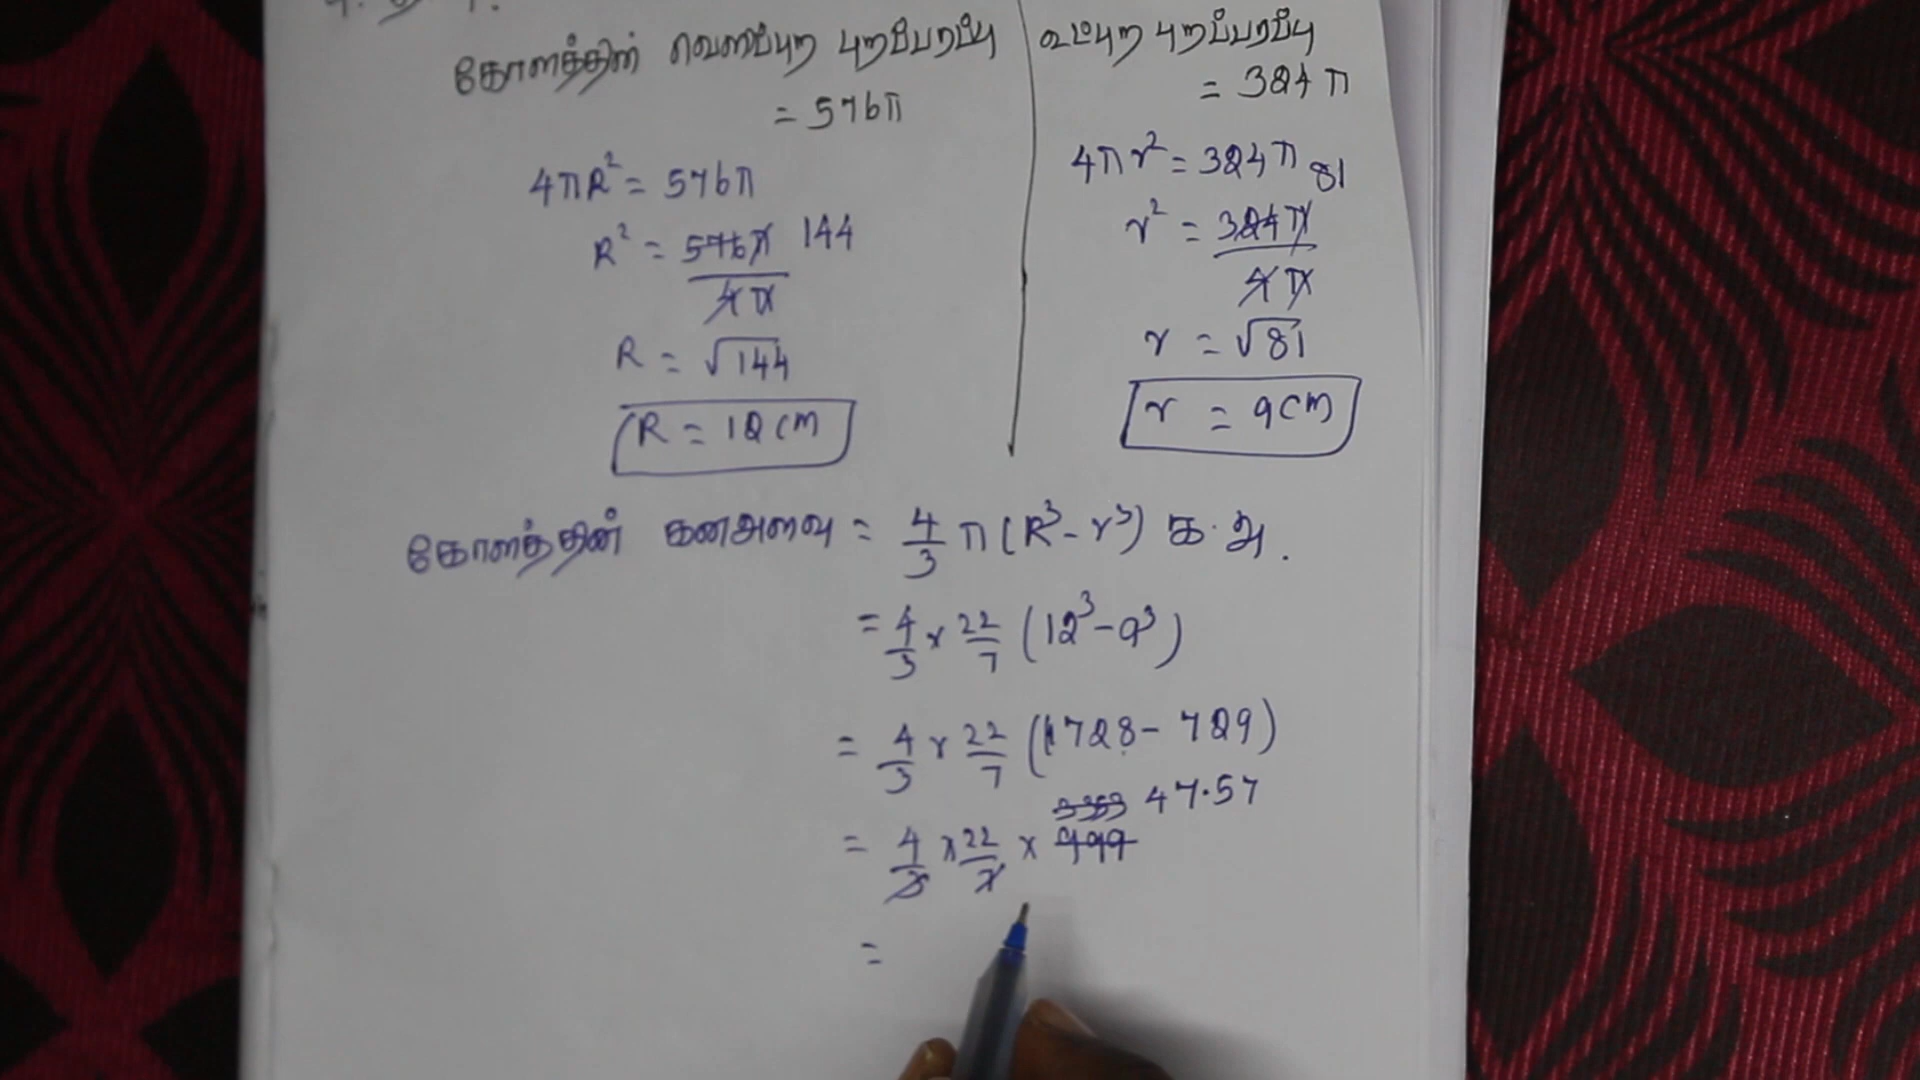 கோளத்தின் வெளிப்புற புறப்பரப்பு
= 576π
4πR² = 576π
R² = 576π 144
4π
R = √144
R = 12 cm
உட்புற புறப்பரப்பு
= 324π
4πr² = 324π
81
r² = 324π
4π
r = √81
r = 9 cm
கோளத்தின் கனஅளவு = 4/3 π (R³ - r³) க.அ.
= 4/3 × 22/7 (12³ - 9³)
= 4/3 × 22/7 (1728 - 729)
333 47.57
= 4/3 × 22/7 × 999
=